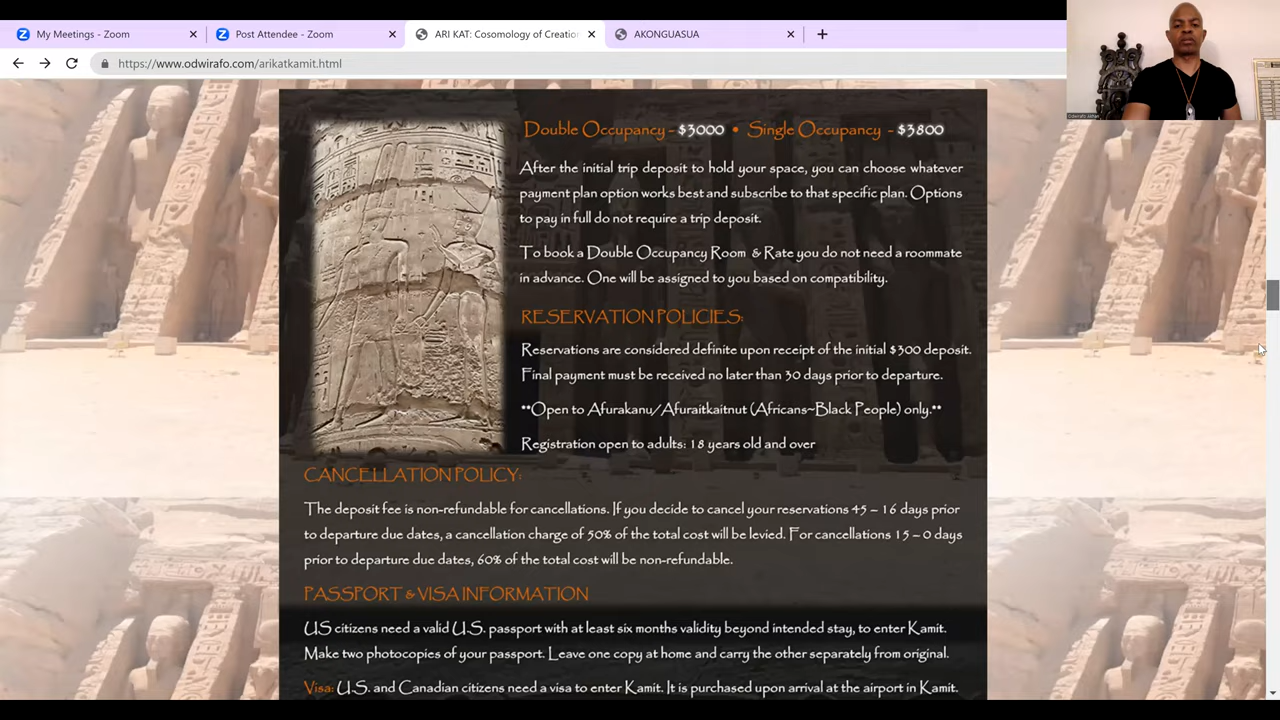 My Meetings - Zoom
Post Attendee - Zoom
ARI KAT: Cosomology of Creation
AKONGUASUA
https://www.odwirafo.com/arikatkamit.html
Double Occupancy - $3000 • Single Occupancy - $3800
After the initial trip deposit to hold your space, you can choose whatever
payment plan option works best and subscribe to that specific plan. Options
to pay in full do not require a trip deposit.
To book a Double Occupancy Room & Rate you do not need a roommate
in advance. One will be assigned to you based on compatibility.
RESERVATION POLICIES:
Reservations are considered definite upon receipt of the initial $300 deposit.
Final payment must be received no later than 30 days prior to departure.
**Open to Afurakanu/Afuraitkaitnut (Africans~Black People) only.**
Registration open to adults: 18 years old and over
CANCELLATION POLICY:
The deposit fee is non-refundable for cancellations. If you decide to cancel your reservations 45 – 16 days prior
to departure due dates, a cancellation charge of 50% of the total cost will be levied. For cancellations 15 – 0 days
prior to departure due dates, 60% of the total cost will be non-refundable.
PASSPORT & VISA INFORMATION
US citizens need a valid U.S. passport with at least six months validity beyond intended stay, to enter Kamit.
Make two photocopies of your passport. Leave one copy at home and carry the other separately from original.
Visa: U.S. and Canadian citizens need a visa to enter Kamit. It is purchased upon arrival at the airport in Kamit.